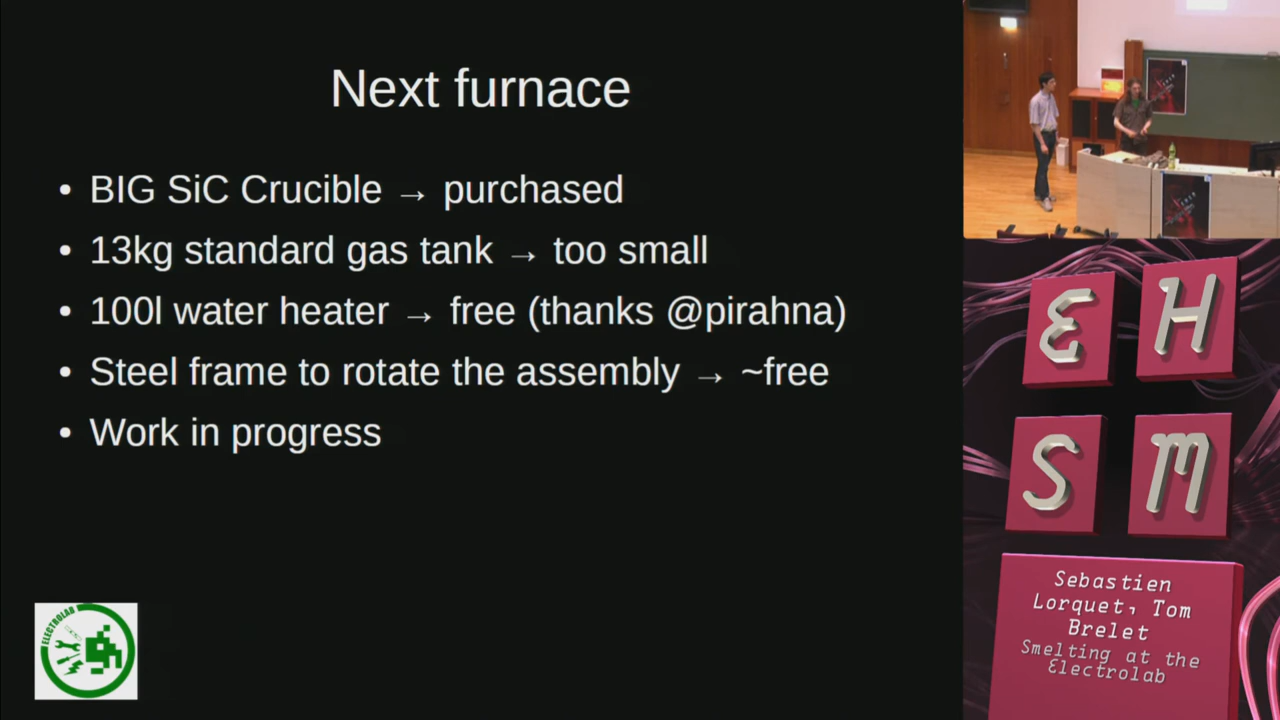 Next furnace
• BIG SiC Crucible → purchased
• 13kg standard gas tank → too small
• 100l water heater → free (thanks @pirahna)
• Steel frame to rotate the assembly → ~free
• Work in progress
ELECTROLAB
E H
S M
Sebastien
Lorquet, Tom
Brelet
Smelting at the
Electrolab